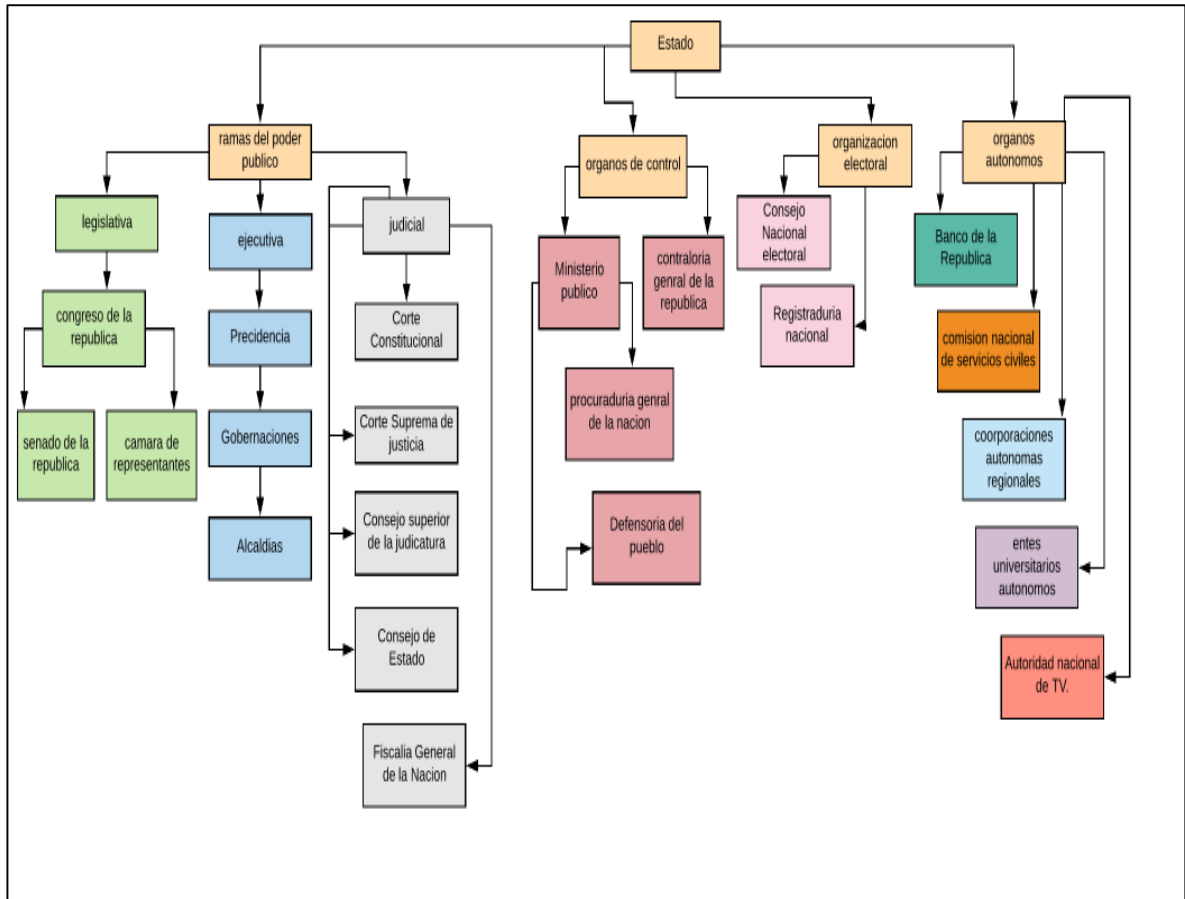 Estado
ramas del poder
publico
organos de control
organizacion
electoral
organos
autonomos
legislativa
ejecutiva
judicial
congreso de la
republica
senado de la
republica
camara de
representantes
Precidencia
Gobernaciones
Alcaldias
Corte
Constitucional
Corte Suprema de
justicia
Consejo superior
de la judicatura
Consejo de
Estado
Fiscalia General
de la Nacion
Ministerio
publico
contraloria
genral de la
republica
procuraduria genral
de la nacion
Defensoria del
pueblo
Consejo
Nacional
electoral
Registraduria
nacional
Banco de la
Republica
comision nacional
de servicios civiles
coorporaciones
autonomas
regionales
entes
universitarios
autonomos
Autoridad nacional
de TV.